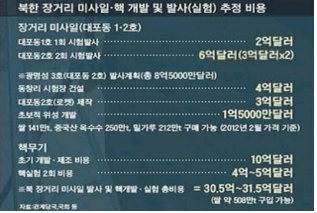 북한 장거리 미사일·핵 개발 및 발사(실험) 추정 비용
장거리 미사일(대포동 1·2호)
대포동1호 1회 시험발사 2억달러
대포동2호 2회 시험발사 6억달러(3억달러x2)
※광명성 3호(대포동 2호) 발사계획(총 8억5000만달러)
동창리 시험장 건설 4억달러
대포동2호(로켓) 제작 3억달러
초보적 위성 개발 1억5000만달러
쌀 141만t, 중국산 옥수수 250만t, 밀가루 212만t 구매 가능 (2012년 2월 가격 기준)
핵무기
초기 개발·제조 비용 10억달러
핵실험 2회 비용 4억~5억달러
※북 장거리 미사일 발사 및 핵개발·실험 총비용 = 30.5억~31.5억달러
(쌀 약 508만t 구입 가능)
자료:관계당국,국회 등